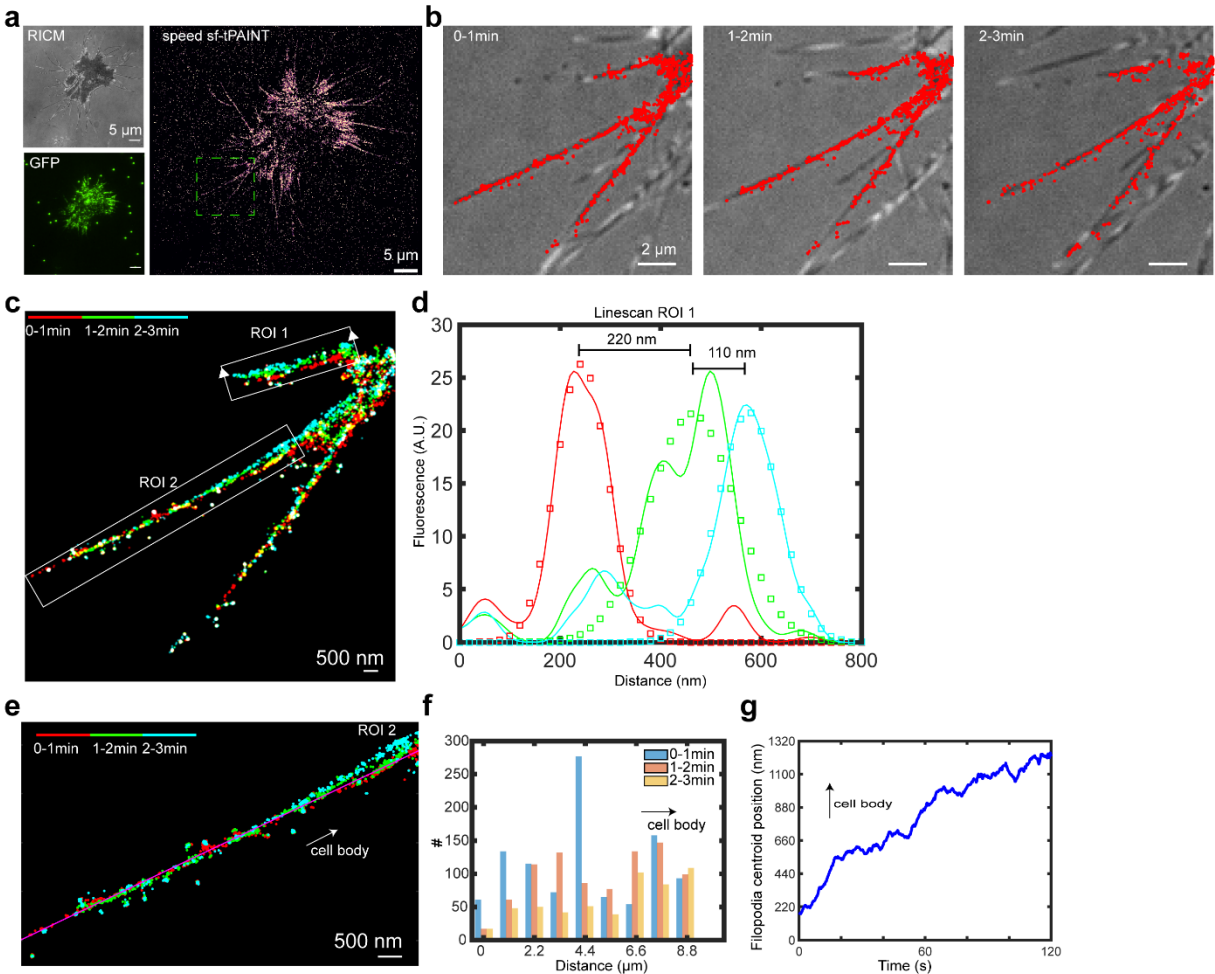 a
RICM
5 µm
GFP
speed sf-tPAINT
5 µm
b
0-1min
2 µm
1-2min
2-3min
c
0-1min 1-2min 2-3min
ROI 1
ROI 2
500 nm
d
Linescan ROI 1
220 nm
110 nm
Fluorescence (A.U.)
30
25
20
15
10
5
0
0 200 400 600 800
Distance (nm)
e
0-1min 1-2min 2-3min
ROI 2
cell body
500 nm
f
300
250
200
150
100
50
0
#
0-1min
1-2min
2-3min
cell body
0 2.2 4.4 6.6 8.8
Distance (µm)
g
Filopodia centroid position (nm)
1320
1100
880
660
440
220
0
cell body
0 60 120
Time (s)